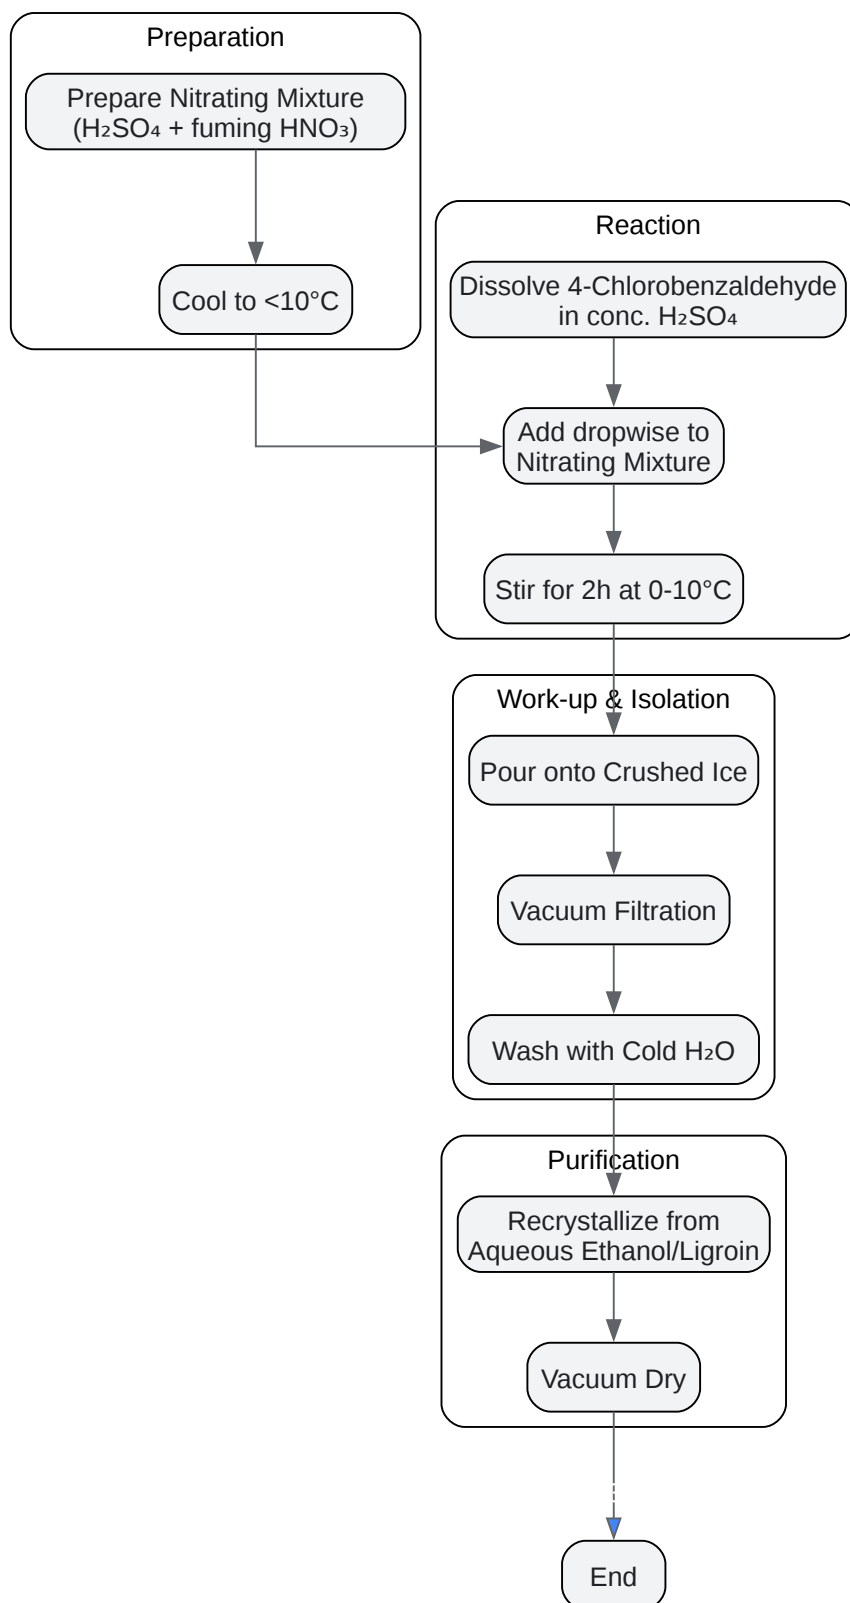 Preparation
Prepare Nitrating Mixture
(H₂SO₄ + fuming HNO₃)
Cool to <10°C
Reaction
Dissolve 4-Chlorobenzaldehyde
in conc. H₂SO₄
Add dropwise to
Nitrating Mixture
Stir for 2h at 0-10°C
Work-up & Isolation
Pour onto Crushed Ice
Vacuum Filtration
Wash with Cold H₂O
Purification
Recrystallize from
Aqueous Ethanol/Ligroin
Vacuum Dry
End